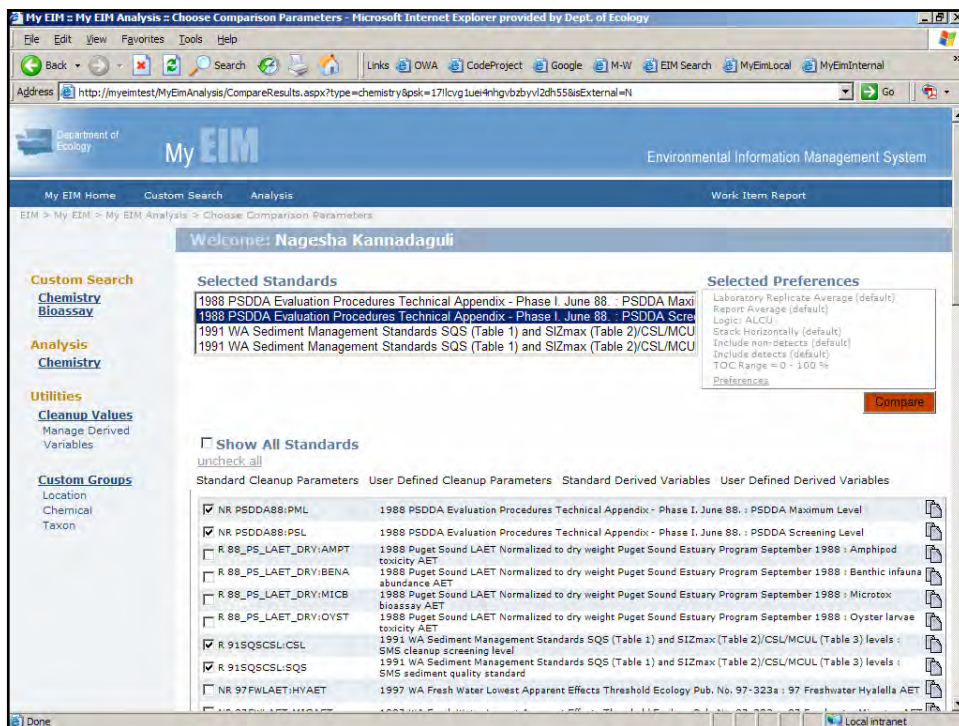 My EIM :: My EIM Analysis :: Choose Comparison Parameters - Microsoft Internet Explorer provided by Dept. of Ecology
File Edit View Favorites Tools Help
Back Search Links OWA CodeProject Google M-W EIM Search MyEimLocal MyEimInternal
Address http://myeimtest/MyEimAnalysis/CompareResults.aspx?type=chemistry&psk= Go
Department of
Ecology
My EIM
Environmental Information Management System
My EIM Home Custom Search Analysis Work Item Report
EIM > My EIM > My EIM Analysis > Choose Comparison Parameters
Welcome: Nagesha Kannadaguli
Custom Search
Chemistry
Bioassay
Analysis
Chemistry
Utilities
Cleanup Values
Manage Derived
Variables
Custom Groups
Location
Chemical
Taxon
Selected Standards
1988 PSDDA Evaluation Procedures Technical Appendix - Phase I. June 88. : PSDDA Maxi
1988 PSDDA Evaluation Procedures Technical Appendix - Phase I. June 88. : PSDDA Scree
1991 WA Sediment Management Standards SQS (Table 1) and SIZmax (Table 2)/CSL/MCU
1991 WA Sediment Management Standards SQS (Table 1) and SIZmax (Table 2)/CSL/MCU
Selected Preferences
Laboratory Replicate Average (default)
Report Average (default)
Logic: ALCU
Stack Horizontally (default)
Include non-detects (default)
Include detects (default)
TOC Range = 0 - 100 %
Preferences
Compare
Show All Standards
uncheck all
Standard Cleanup Parameters User Defined Cleanup Parameters Standard Derived Variables User Defined Derived Variables
NR PSDDA88:PML 1988 PSDDA Evaluation Procedures Technical Appendix - Phase I. June 88. : PSDDA Maximum Level
NR PSDDA88:PSL 1988 PSDDA Evaluation Procedures Technical Appendix - Phase I. June 88. : PSDDA Screening Level
R 88_PS_LAET_DRY:AMPT 1988 Puget Sound LAET Normalized to dry weight Puget Sound Estuary Program September 1988 : Amphipod
toxicity AET
R 88_PS_LAET_DRY:BENA 1988 Puget Sound LAET Normalized to dry weight Puget Sound Estuary Program September 1988 : Benthic infauna
abundance AET
R 88_PS_LAET_DRY:MICB 1988 Puget Sound LAET Normalized to dry weight Puget Sound Estuary Program September 1988 : Microtox
bioassay AET
R 88_PS_LAET_DRY:OYST 1988 Puget Sound LAET Normalized to dry weight Puget Sound Estuary Program September 1988 : Oyster larvae
toxicity AET
R 91SQSCSL:CSL 1991 WA Sediment Management Standards SQS (Table 1) and SIZmax (Table 2)/CSL/MCUL (Table 3) levels :
SMS cleanup screening level
R 91SQSCSL:SQS 1991 WA Sediment Management Standards SQS (Table 1) and SIZmax (Table 2)/CSL/MCUL (Table 3) levels :
SMS sediment quality standard
NR 97FWLAET:HYAET 1997 WA Fresh Water Lowest Apparent Effects Threshold Ecology Pub. No. 97-323a : 97 Freshwater Hyalella AET
Done Local intranet